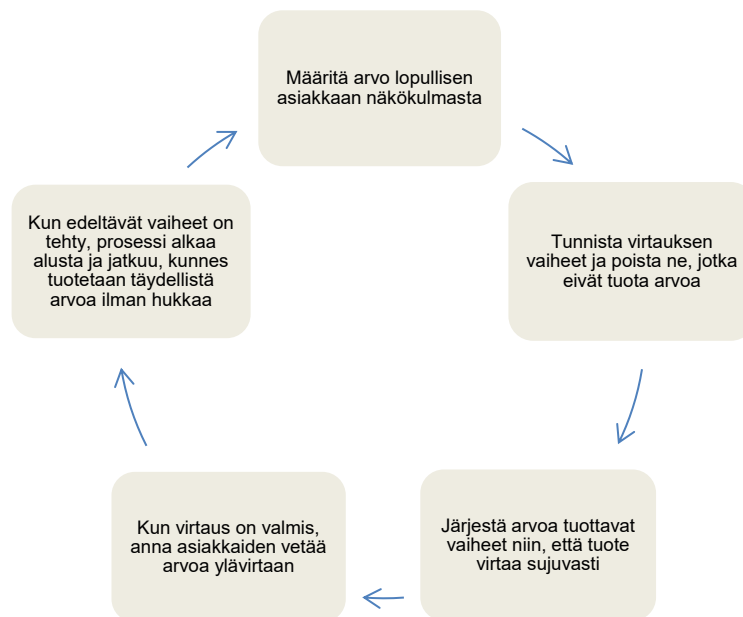 Määritä arvo lopullisen
asiakkaan näkökulmasta
Tunnista virtauksen
vaiheet ja poista ne, jotka
eivät tuota arvoa
Järjestä arvoa tuottavat
vaiheet niin, että tuote
virtaa sujuvasti
Kun virtaus on valmis,
anna asiakkaiden vetää
arvoa ylävirtaan
Kun edeltävät vaiheet on
tehty, prosessi alkaa
alusta ja jatkuu, kunnes
tuotetaan täydellistä
arvoa ilman hukkaa